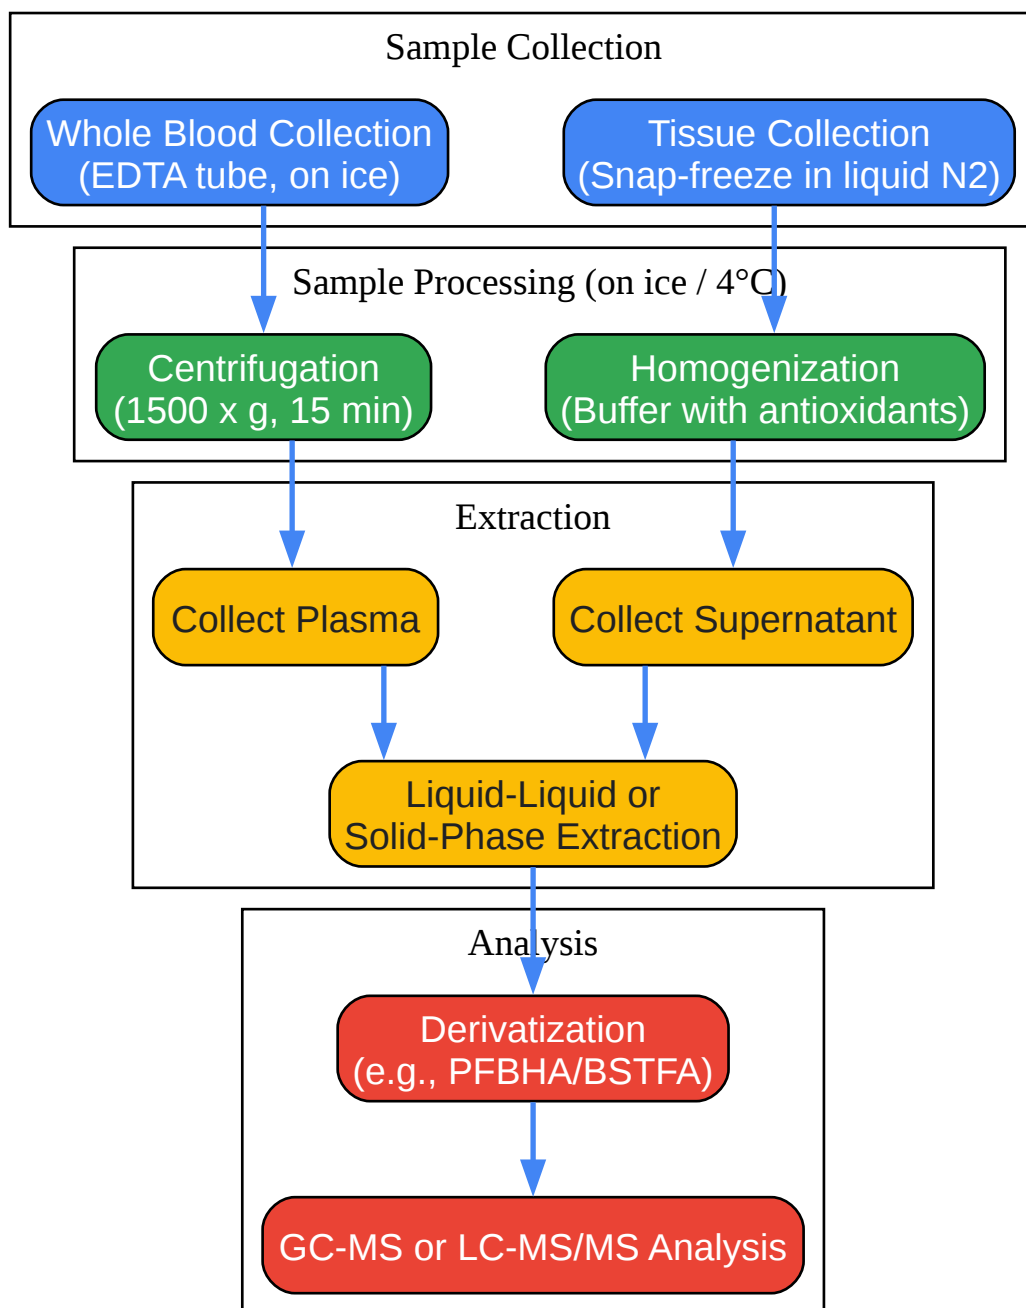 Sample Collection
Whole Blood Collection
(EDTA tube, on ice)
Tissue Collection
(Snap-freeze in liquid N2)
Sample Processing (on ice / 4°C)
Centrifugation
(1500 x g, 15 min)
Homogenization
(Buffer with antioxidants)
Extraction
Collect Plasma
Collect Supernatant
Liquid-Liquid or
Solid-Phase Extraction
Analysis
Derivatization
(e.g., PFBHA/BSTFA)
GC-MS or LC-MS/MS Analysis